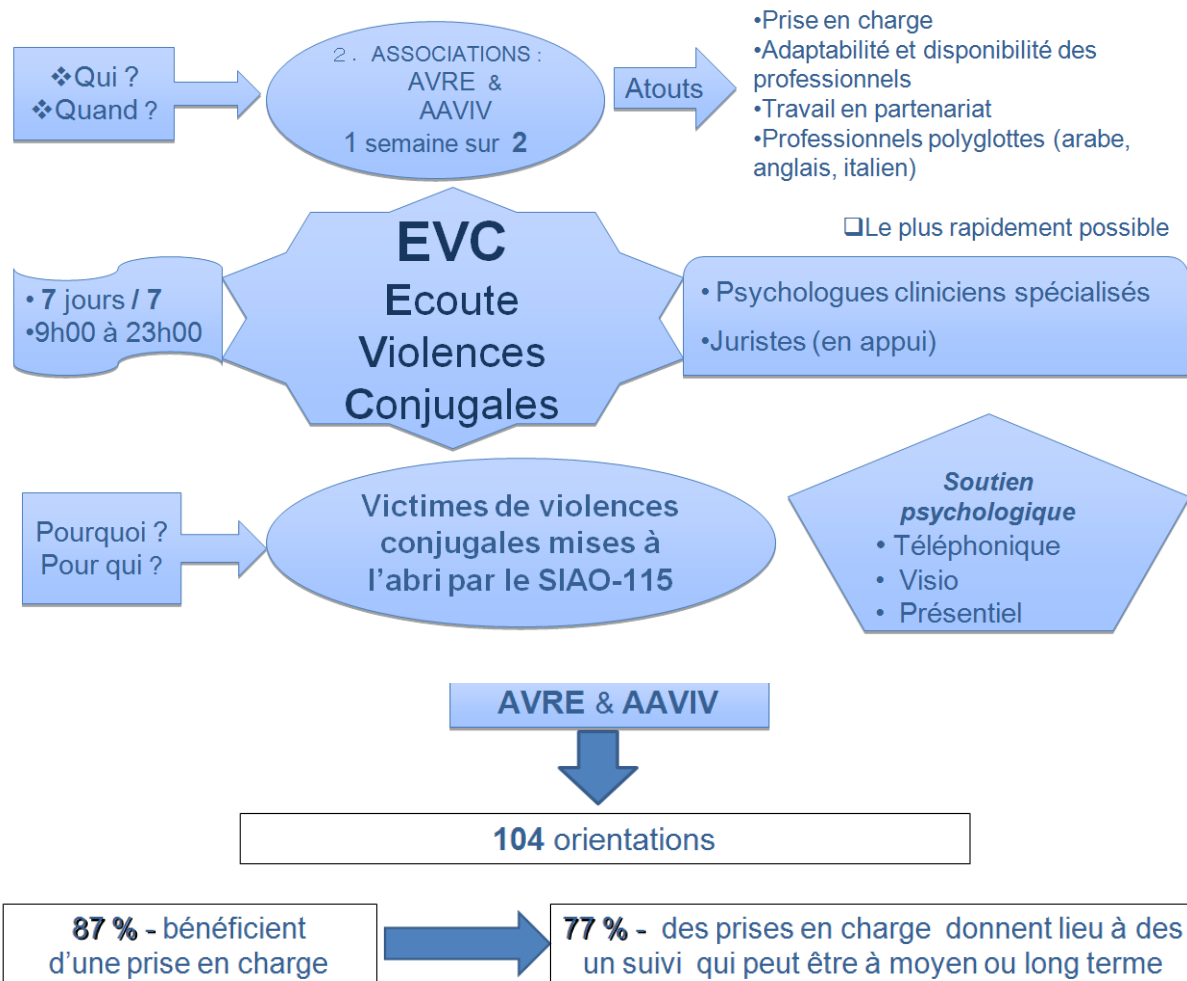 ❖Qui ?
❖Quand ?
2. ASSOCIATIONS :
AVRE &
AAVIV
1 semaine sur 2
Atouts
•Prise en charge
•Adaptabilité et disponibilité des
professionnels
•Travail en partenariat
•Professionnels polyglottes (arabe,
anglais, italien)
❑Le plus rapidement possible
• 7 jours / 7
•9h00 à 23h00
EVC
Ecoute
Violences
Conjugales
• Psychologues cliniciens spécialisés
•Juristes (en appui)
Pourquoi ?
Pour qui ?
Victimes de violences
conjugales mises à
l'abri par le SIAO-115
Soutien
psychologique
• Téléphonique
• Visio
• Présentiel
AVRE & AAVIV
104 orientations
87 % - bénéficient
d'une prise en charge
77 % - des prises en charge donnent lieu à des
un suivi qui peut être à moyen ou long terme